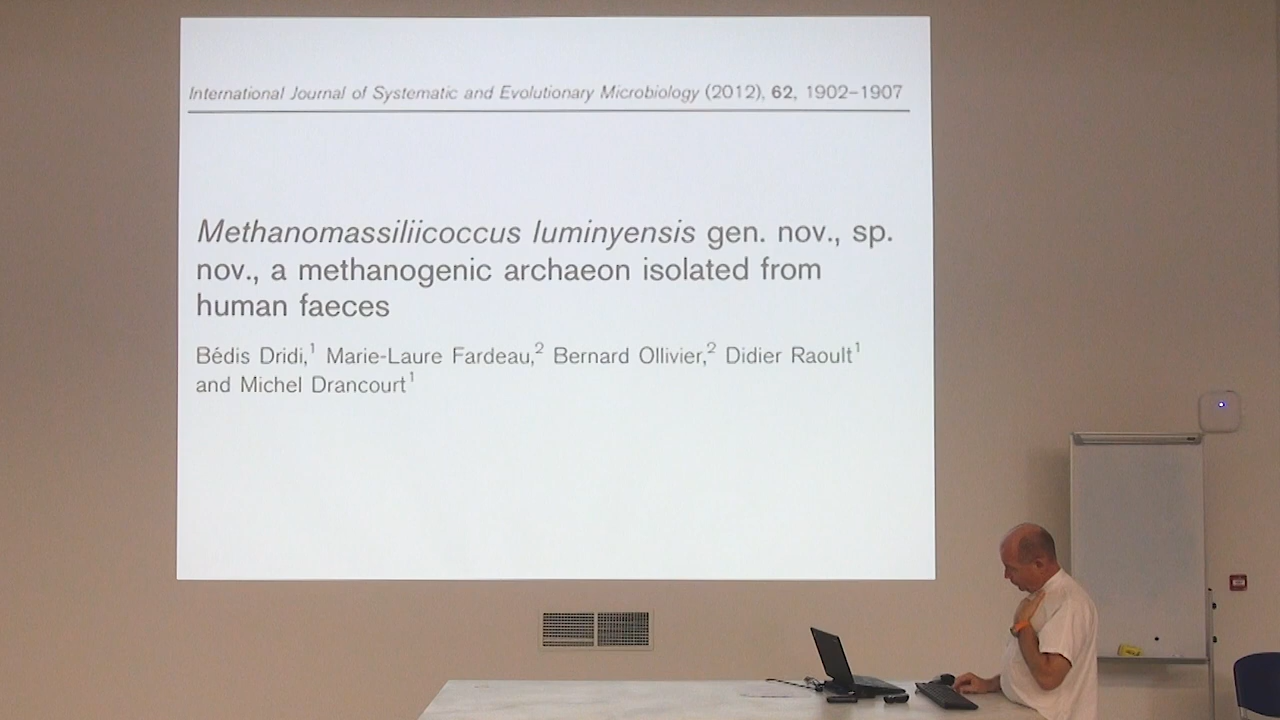 International Journal of Systematic and Evolutionary Microbiology (2012), 62, 1902–1907
Methanomassiliicoccus luminyensis gen. nov., sp.
nov., a methanogenic archaeon isolated from
human faeces
Bédis Dridi,¹ Marie-Laure Fardeau,² Bernard Ollivier,² Didier Raoult¹
and Michel Drancourt¹